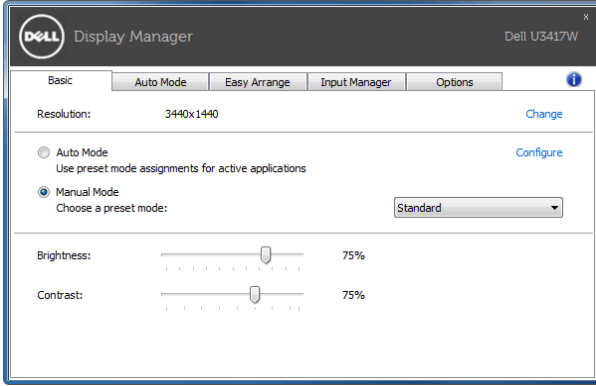 DELL Display Manager x
Dell U3417W
Basic Auto Mode Easy Arrange Input Manager Options i
Resolution: 3440x1440 Change
Auto Mode Configure
Use preset mode assignments for active applications
Manual Mode
Choose a preset mode: Standard
Brightness: 75%
Contrast: 75%